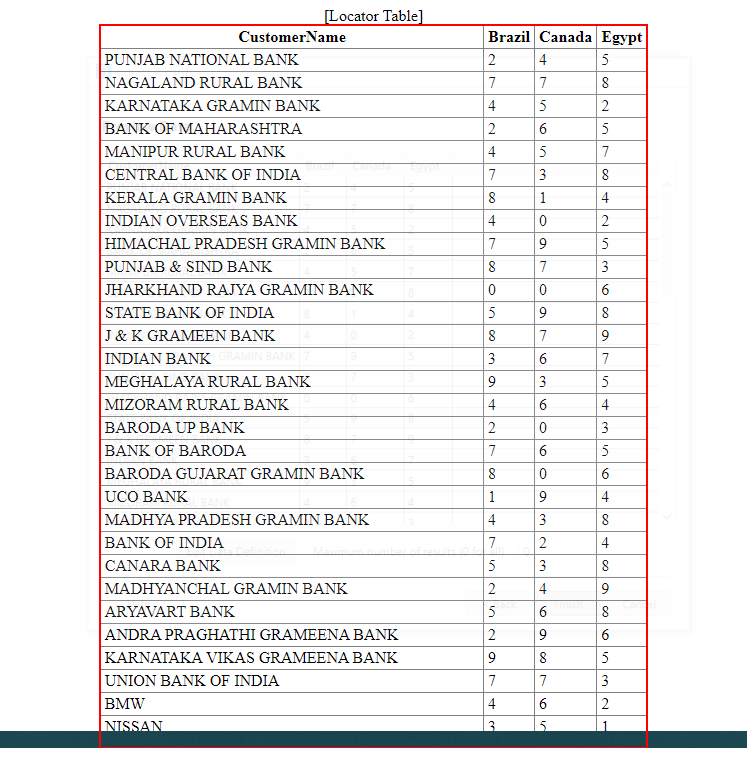 [Locator Table]
CustomerName Brazil Canada Egypt
PUNJAB NATIONAL BANK 2 4 5
NAGALAND RURAL BANK 7 7 8
KARNATAKA GRAMIN BANK 4 5 2
BANK OF MAHARASHTRA 2 6 5
MANIPUR RURAL BANK 4 5 7
CENTRAL BANK OF INDIA 7 3 8
KERALA GRAMIN BANK 8 1 4
INDIAN OVERSEAS BANK 4 0 2
HIMACHAL PRADESH GRAMIN BANK 7 9 5
PUNJAB & SIND BANK 8 7 3
JHARKHAND RAJYA GRAMIN BANK 0 0 6
STATE BANK OF INDIA 5 9 8
J & K GRAMEEN BANK 8 7 9
INDIAN BANK 3 6 7
MEGHALAYA RURAL BANK 9 3 5
MIZORAM RURAL BANK 4 6 4
BARODA UP BANK 2 0 3
BANK OF BARODA 7 6 5
BARODA GUJARAT GRAMIN BANK 8 0 6
UCO BANK 1 9 4
MADHYA PRADESH GRAMIN BANK 4 3 8
BANK OF INDIA 7 2 4
CANARA BANK 5 3 8
MADHYANCHAL GRAMIN BANK 2 4 9
ARYAVART BANK 5 6 8
ANDRA PRAGHATHI GRAMEENA BANK 2 9 6
KARNATAKA VIKAS GRAMEENA BANK 9 8 5
UNION BANK OF INDIA 7 7 3
BMW 4 6 2
NISSAN 3 5 1